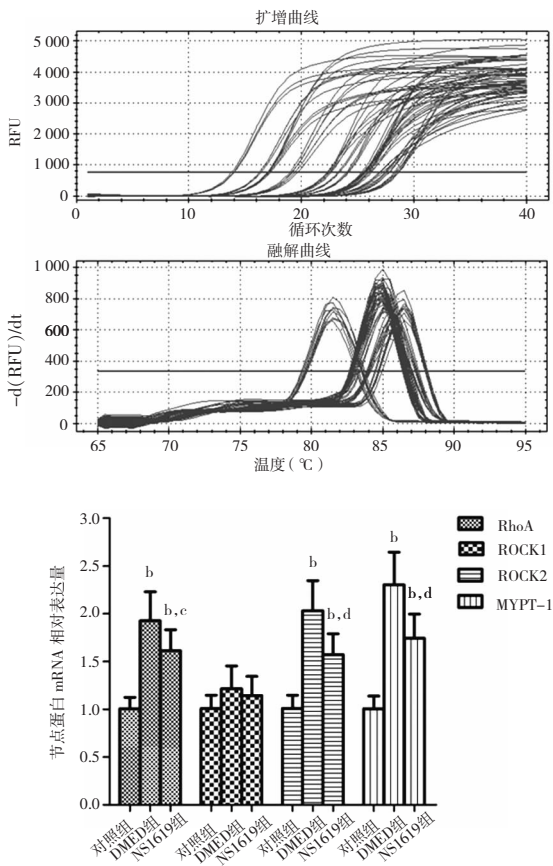 扩增曲线
5 000
4 000
3 000
2 000
1 000
0
RFU
0 10 20 30 40
循环次数
融解曲线
1 000
800
600
400
200
0
-d(RFU)/dt
65 70 75 80 85 90 95
温度(℃)
3.0
2.5
2.0
1.5
1.0
0.5
0.0
节点蛋白 mRNA 相对表达量
b
b,c
b
b,d
b
b,d
RhoA
ROCK1
ROCK2
MYPT-1
对照组 DMED组 NS1619组 对照组 DMED组 NS1619组 对照组 DMED组 NS1619组 对照组 DMED组 NS1619组